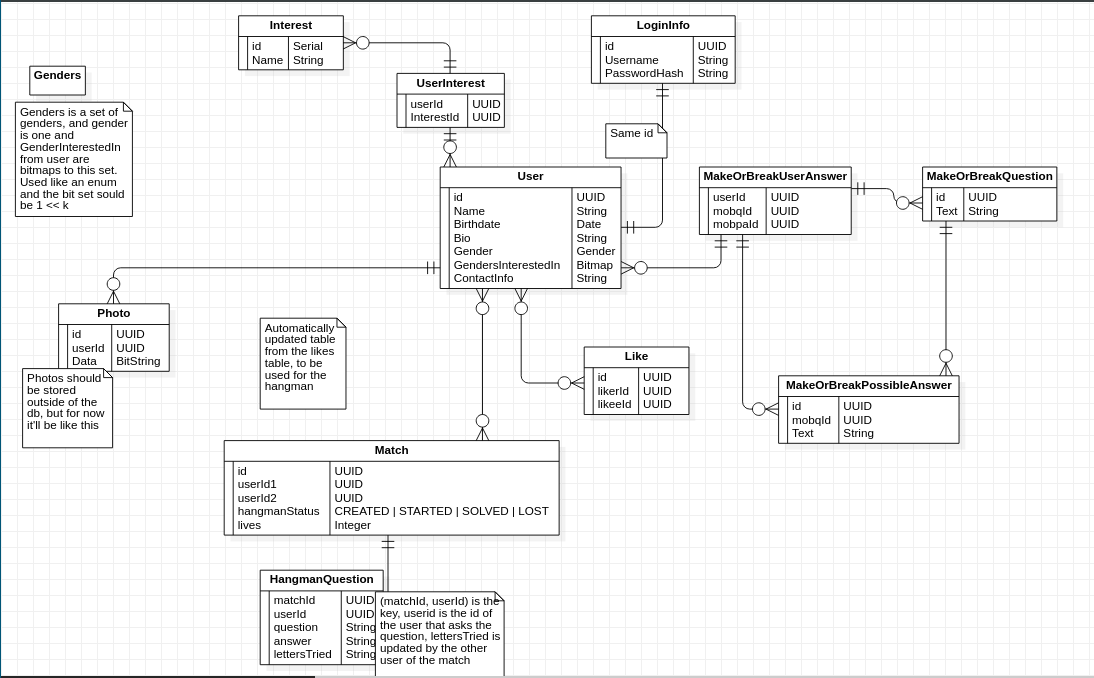 Interest
id Serial
Name String
LoginInfo
id UUID
Username String
PasswordHash String
Genders
Genders is a set of
genders, and gender
is one and
GenderInterestedIn
from user are
bitmaps to this set.
Used like an enum
and the bit set sould
be 1 << k
UserInterest
userId UUID
InterestId UUID
Same id
User
id UUID
Name String
Birthdate Date
Bio String
Gender Gender
GendersInterestedIn Bitmap
ContactInfo String
MakeOrBreakUserAnswer
userId UUID
mobqId UUID
mobpaId UUID
MakeOrBreakQuestion
id UUID
Text String
Photo
id UUID
userId UUID
Data BitString
Photos should
be stored
outside of the
db, but for now
it'll be like this
Automatically
updated table
from the likes
table, to be
used for the
hangman
Like
id UUID
likerId UUID
likeeId UUID
MakeOrBreakPossibleAnswer
id UUID
mobqId UUID
Text String
Match
id UUID
userId1 UUID
userId2 UUID
hangmanStatus CREATED | STARTED | SOLVED | LOST
lives Integer
HangmanQuestion
matchId UUID
userId UUID
question String
answer String
lettersTried String
(matchId, userId) is the
key, userid is the id of
the user that asks the
question, lettersTried is
updated by the other
user of the match